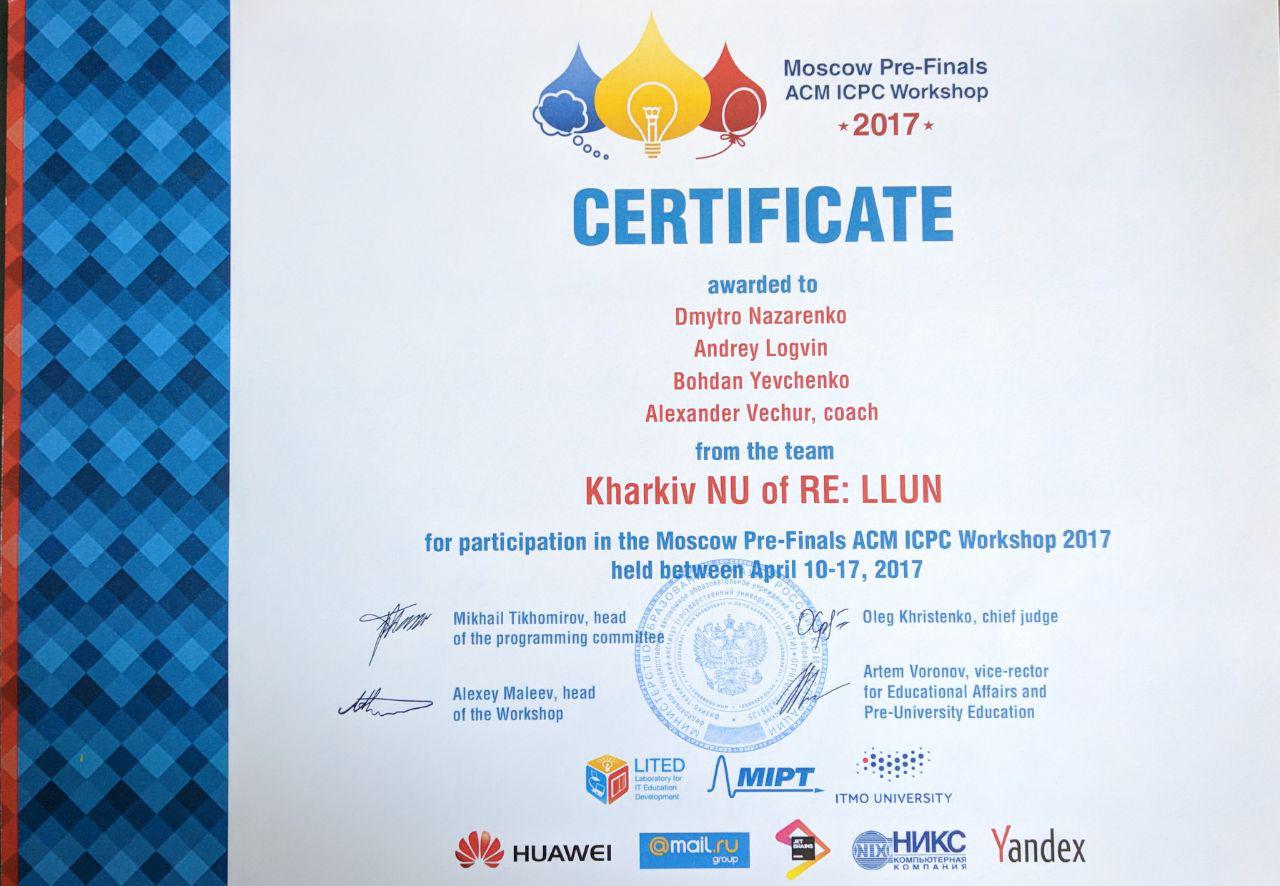 Moscow Pre-Finals
ACM ICPC Workshop
2017
CERTIFICATE
awarded to
Dmytro Nazarenko
Andrey Logvin
Bohdan Yevchenko
Alexander Vechur, coach
from the team
Kharkiv NU of RE: LLUN
for participation in the Moscow Pre-Finals ACM ICPC Workshop 2017
held between April 10-17, 2017
Mikhail Tikhomirov, head
of the programming committee
Oleg Khristenko, chief judge
Alexey Maleev, head
of the Workshop
Artem Voronov, vice-rector
for Educational Affairs and
Pre-University Education
LITED
Laboratory for
IT Education
Development
MIPT
ITMO UNIVERSITY
HUAWEI
@mail.ru
group
JET
BRAINS
NIX
НИКС
КОМПЬЮТЕРНАЯ
КОМПАНИЯ
Yandex